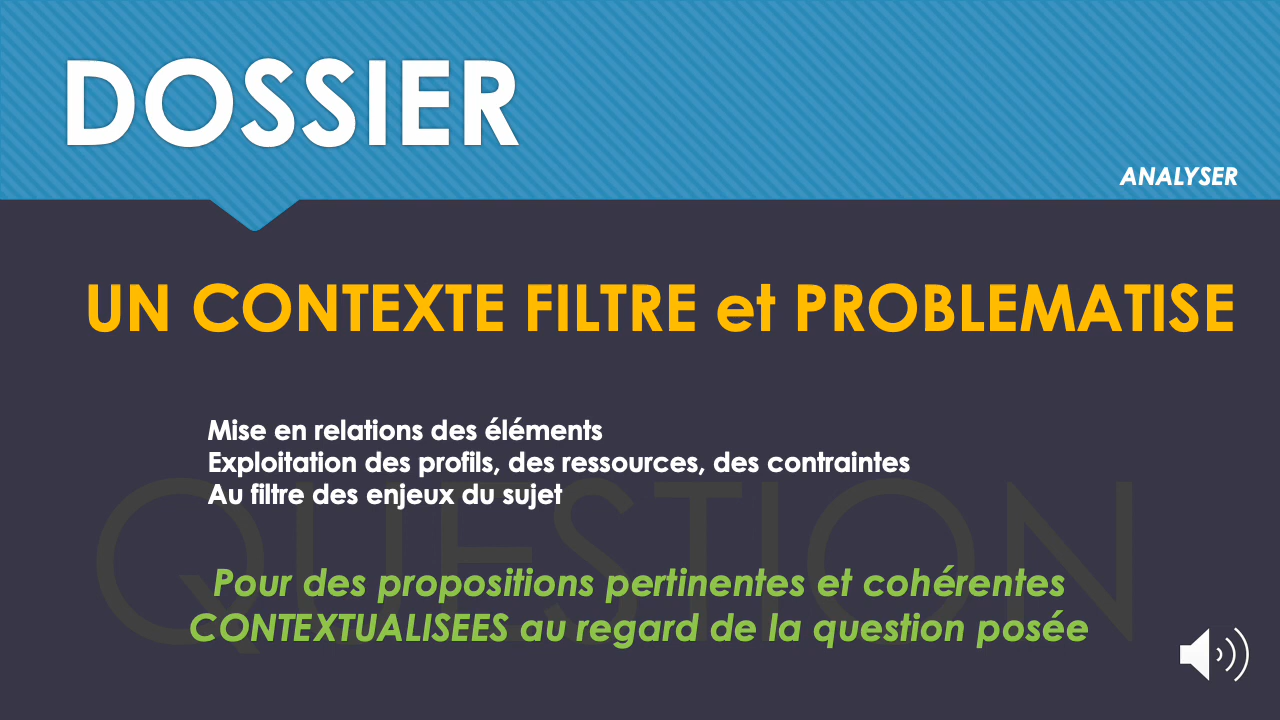 DOSSIER
ANALYSER
UN CONTEXTE FILTRE et PROBLEMATISE
Mise en relations des éléments
Exploitation des profils, des ressources, des contraintes
Au filtre des enjeux du sujet
QUESTION
Pour des propositions pertinentes et cohérentes
CONTEXTUALISEES au regard de la question posée